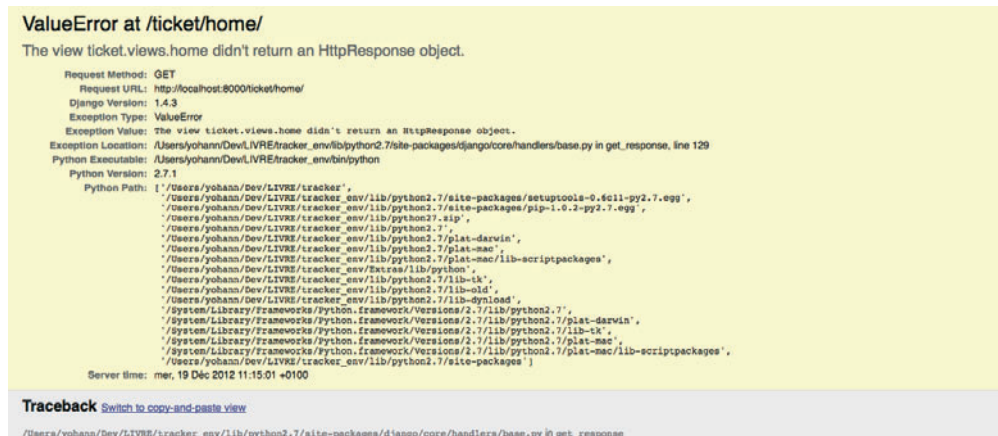 ValueError at /ticket/home/
The view ticket.views.home didn't return an HttpResponse object.
Request Method: GET
Request URL: http://localhost:8000/ticket/home/
Django Version: 1.4.3
Exception Type: ValueError
Exception Value: The view ticket.views.home didn't return an HttpResponse object.
Exception Location: /Users/yohann/Dev/LIVRE/tracker_env/lib/python2.7/site-packages/django/core/handlers/base.py in get_response, line 129
Python Executable: /Users/yohann/Dev/LIVRE/tracker_env/bin/python
Python Version: 2.7.1
Python Path: ['/Users/yohann/Dev/LIVRE/tracker',
'/Users/yohann/Dev/LIVRE/tracker_env/lib/python2.7/site-packages/setuptools-0.6c11-py2.7.egg',
'/Users/yohann/Dev/LIVRE/tracker_env/lib/python2.7/site-packages/pip-1.0.2-py2.7.egg',
'/Users/yohann/Dev/LIVRE/tracker_env/lib/python27.zip',
'/Users/yohann/Dev/LIVRE/tracker_env/lib/python2.7',
'/Users/yohann/Dev/LIVRE/tracker_env/lib/python2.7/plat-darwin',
'/Users/yohann/Dev/LIVRE/tracker_env/lib/python2.7/plat-mac',
'/Users/yohann/Dev/LIVRE/tracker_env/lib/python2.7/plat-mac/lib-scriptpackages',
'/Users/yohann/Dev/LIVRE/tracker_env/Extras/lib/python',
'/Users/yohann/Dev/LIVRE/tracker_env/lib/python2.7/lib-tk',
'/Users/yohann/Dev/LIVRE/tracker_env/lib/python2.7/lib-old',
'/Users/yohann/Dev/LIVRE/tracker_env/lib/python2.7/lib-dynload',
'/System/Library/Frameworks/Python.framework/Versions/2.7/lib/python2.7',
'/System/Library/Frameworks/Python.framework/Versions/2.7/lib/python2.7/plat-darwin',
'/System/Library/Frameworks/Python.framework/Versions/2.7/lib/python2.7/lib-tk',
'/System/Library/Frameworks/Python.framework/Versions/2.7/lib/python2.7/plat-mac',
'/System/Library/Frameworks/Python.framework/Versions/2.7/lib/python2.7/plat-mac/lib-scriptpackages',
'/Users/yohann/Dev/LIVRE/tracker_env/lib/python2.7/site-packages']
Server time: mer, 19 Déc 2012 11:15:01 +0100
Traceback Switch to copy-and-paste view
/Users/yohann/Dev/LIVRE/tracker_env/lib/python2.7/site-packages/django/core/handlers/base.py in get_response